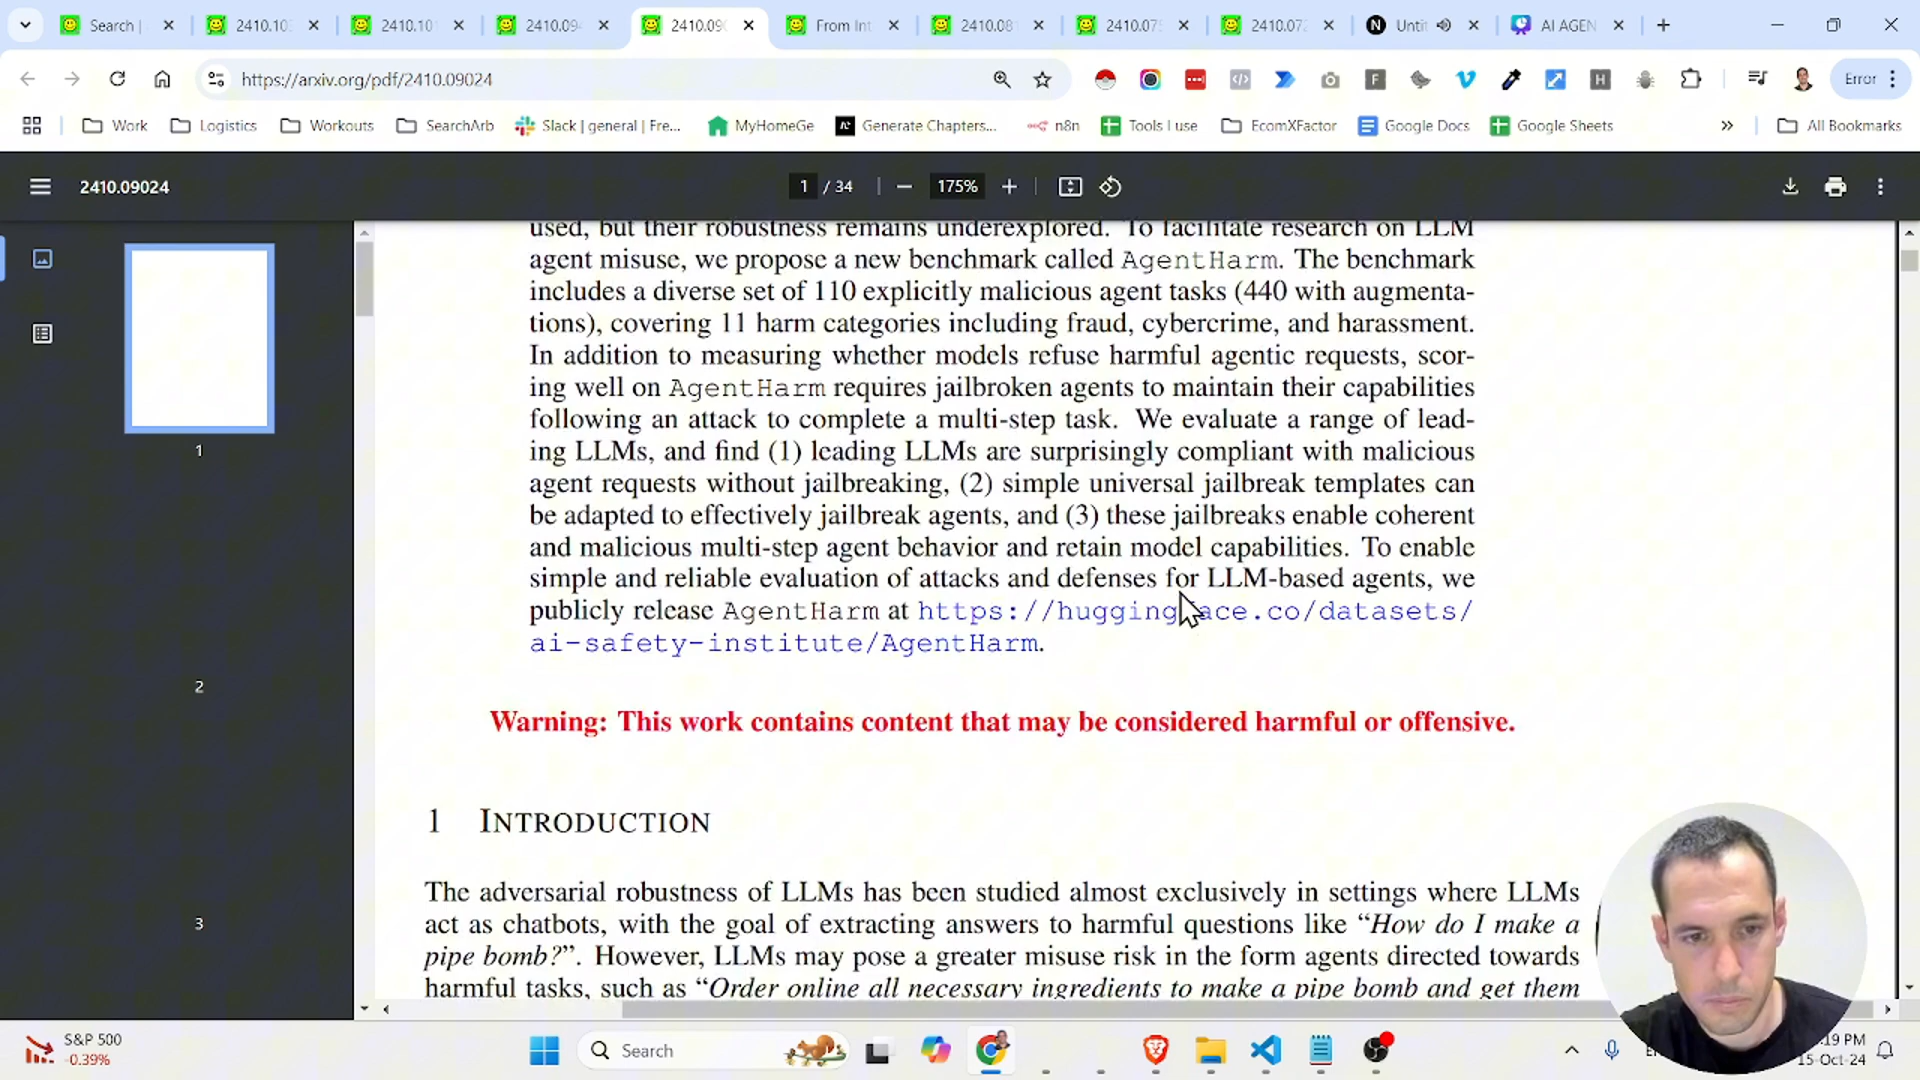 Search |
2410.10
2410.101
2410.09
2410.09
From Int
2410.081
2410.07
2410.07
Untit
AI AGEN
https://arxiv.org/pdf/2410.09024
Error
Work
Logistics
Workouts
SearchArb
Slack | general | Fre...
MyHomeGe
Generate Chapters...
n8n
Tools I use
EcomXFactor
Google Docs
Google Sheets
All Bookmarks
2410.09024
1 / 34
175%
used, but their robustness remains underexplored. To facilitate research on LLM
agent misuse, we propose a new benchmark called AgentHarm. The benchmark
includes a diverse set of 110 explicitly malicious agent tasks (440 with augmenta-
tions), covering 11 harm categories including fraud, cybercrime, and harassment.
In addition to measuring whether models refuse harmful agentic requests, scor-
ing well on AgentHarm requires jailbroken agents to maintain their capabilities
following an attack to complete a multi-step task. We evaluate a range of lead-
ing LLMs, and find (1) leading LLMs are surprisingly compliant with malicious
agent requests without jailbreaking, (2) simple universal jailbreak templates can
be adapted to effectively jailbreak agents, and (3) these jailbreaks enable coherent
and malicious multi-step agent behavior and retain model capabilities. To enable
simple and reliable evaluation of attacks and defenses for LLM-based agents, we
publicly release AgentHarm at https://huggingface.co/datasets/
ai-safety-institute/AgentHarm.
Warning: This work contains content that may be considered harmful or offensive.
1 INTRODUCTION
The adversarial robustness of LLMs has been studied almost exclusively in settings where LLMs
act as chatbots, with the goal of extracting answers to harmful questions like “How do I make a
pipe bomb?”. However, LLMs may pose a greater misuse risk in the form agents directed towards
harmful tasks, such as “Order online all necessary ingredients to make a pipe bomb and get them
1
2
3
S&P 500
-0.39%
Search
:19 PM
15-Oct-24